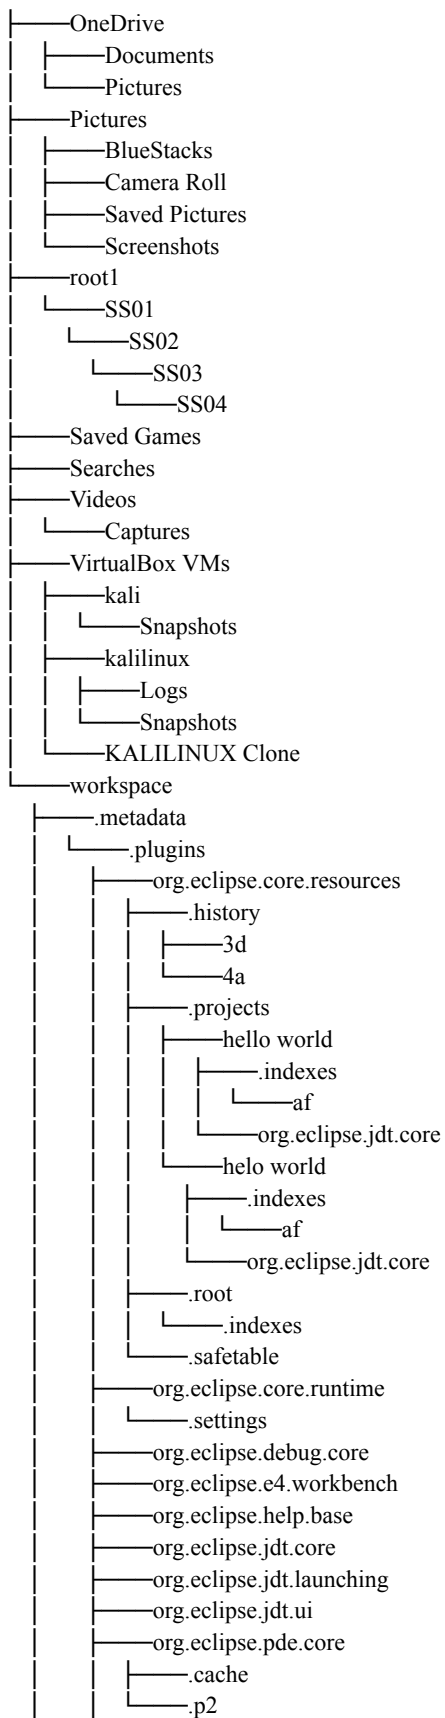 ├───OneDrive
│   ├───Documents
│   └───Pictures
├───Pictures
│   ├───BlueStacks
│   ├───Camera Roll
│   ├───Saved Pictures
│   └───Screenshots
├───root1
│   └───SS01
│       └───SS02
│           └───SS03
│               └───SS04
├───Saved Games
├───Searches
├───Videos
│   └───Captures
├───VirtualBox VMs
│   ├───kali
│   │   └───Snapshots
│   ├───kalilinux
│   │   ├───Logs
│   │   └───Snapshots
│   └───KALILINUX Clone
└───workspace
    ├───.metadata
    │   └───.plugins
    │       ├───org.eclipse.core.resources
    │       │   ├───.history
    │       │   │   ├───3d
    │       │   │   └───4a
    │       │   ├───.projects
    │       │   │   ├───hello world
    │       │   │   │   ├───.indexes
    │       │   │   │   │   └───af
    │       │   │   │   └───org.eclipse.jdt.core
    │       │   │   └───helo world
    │       │   │       ├───.indexes
    │       │   │       │   └───af
    │       │   │       └───org.eclipse.jdt.core
    │       │   ├───.root
    │       │   │   └───.indexes
    │       │   └───.safetable
    │       ├───org.eclipse.core.runtime
    │       │   └───.settings
    │       ├───org.eclipse.debug.core
    │       ├───org.eclipse.e4.workbench
    │       ├───org.eclipse.help.base
    │       ├───org.eclipse.jdt.core
    │       ├───org.eclipse.jdt.launching
    │       ├───org.eclipse.jdt.ui
    │       ├───org.eclipse.pde.core
    │       │   ├───.cache
    │       │   └───.p2